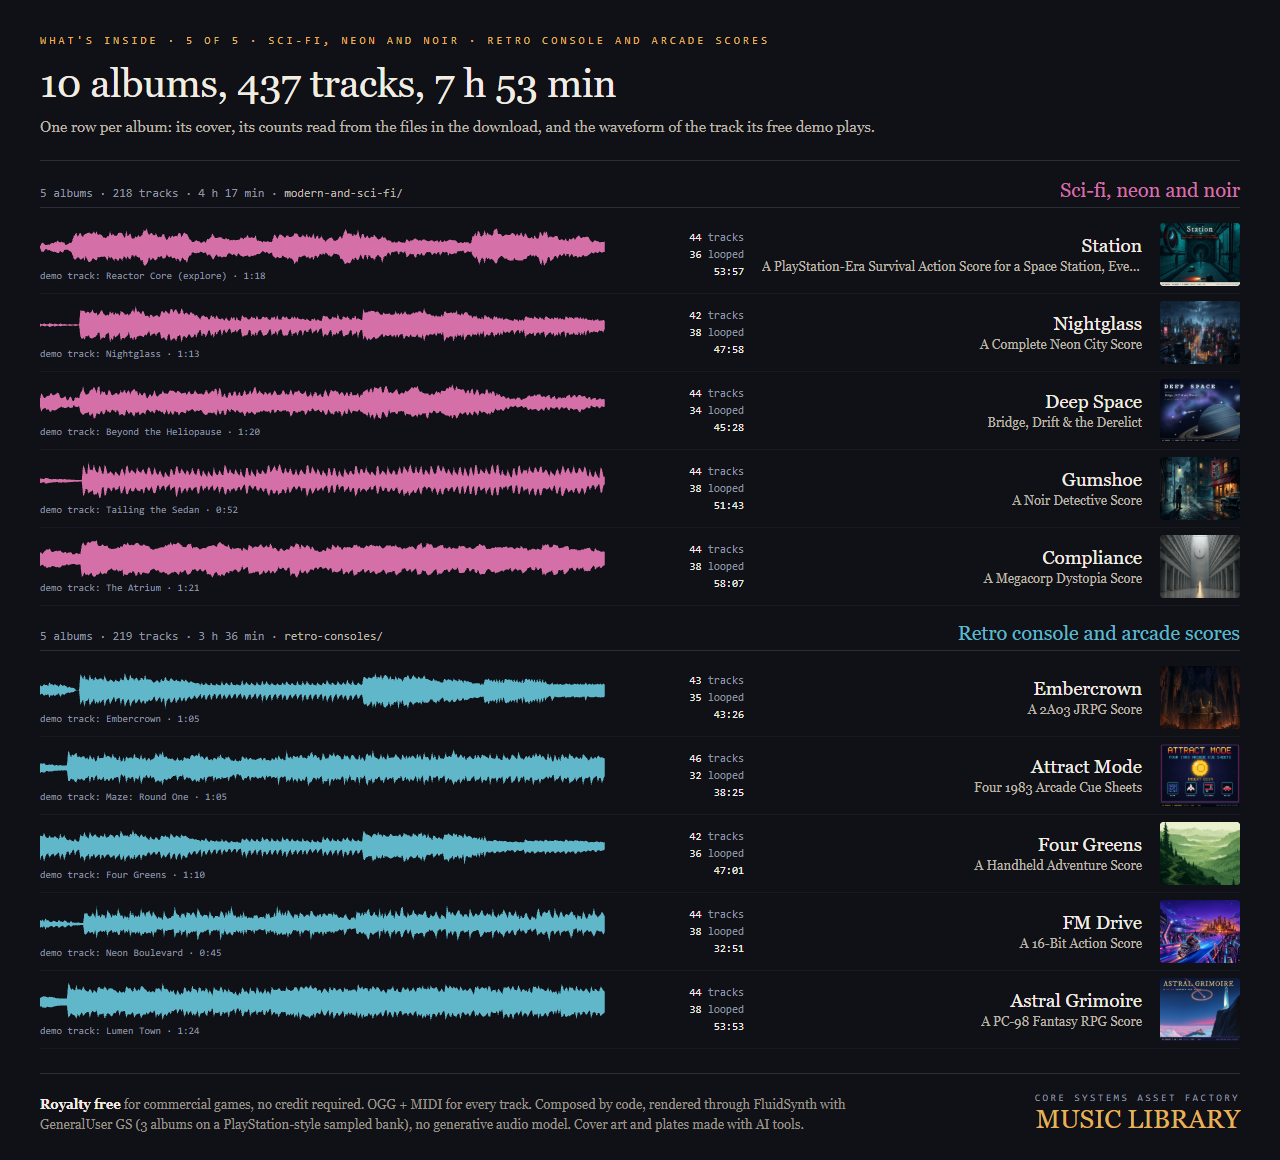 WHAT'S INSIDE · 5 OF 5 · SCI-FI, NEON AND NOIR · RETRO CONSOLE AND ARCADE SCORES
10 albums, 437 tracks, 7 h 53 min
One row per album: its cover, its counts read from the files in the download, and the waveform of the track its free demo plays.
5 albums · 218 tracks · 4 h 17 min · modern-and-sci-fi/
Sci-fi, neon and noir
demo track: Reactor Core (explore) · 1:18
44 tracks
36 looped
53:57
Station
A PlayStation-Era Survival Action Score for a Space Station, Eve...
Station
demo track: Nightglass · 1:13
42 tracks
38 looped
47:58
Nightglass
A Complete Neon City Score
demo track: Beyond the Heliopause · 1:20
44 tracks
34 looped
45:28
Deep Space
Bridge, Drift & the Derelict
DEEP SPACE
demo track: Tailing the Sedan · 0:52
44 tracks
38 looped
51:43
Gumshoe
A Noir Detective Score
demo track: The Atrium · 1:21
44 tracks
38 looped
58:07
Compliance
A Megacorp Dystopia Score
5 albums · 219 tracks · 3 h 36 min · retro-consoles/
Retro console and arcade scores
demo track: Embercrown · 1:05
43 tracks
35 looped
43:26
Embercrown
A 2A03 JRPG Score
demo track: Maze: Round One · 1:05
46 tracks
32 looped
38:25
Attract Mode
Four 1983 Arcade Cue Sheets
ATTRACT MODE
FOUR 1983 ARCADE CUE SHEETS
demo track: Four Greens · 1:10
42 tracks
36 looped
47:01
Four Greens
A Handheld Adventure Score
demo track: Neon Boulevard · 0:45
44 tracks
38 looped
32:51
FM Drive
A 16-Bit Action Score
demo track: Lumen Town · 1:24
44 tracks
38 looped
53:53
Astral Grimoire
A PC-98 Fantasy RPG Score
ASTRAL GRIMOIRE
Royalty free for commercial games, no credit required. OGG + MIDI for every track. Composed by code, rendered through FluidSynth with
GeneralUser GS (3 albums on a PlayStation-style sampled bank), no generative audio model. Cover art and plates made with AI tools.
CORE SYSTEMS ASSET FACTORY
MUSIC LIBRARY